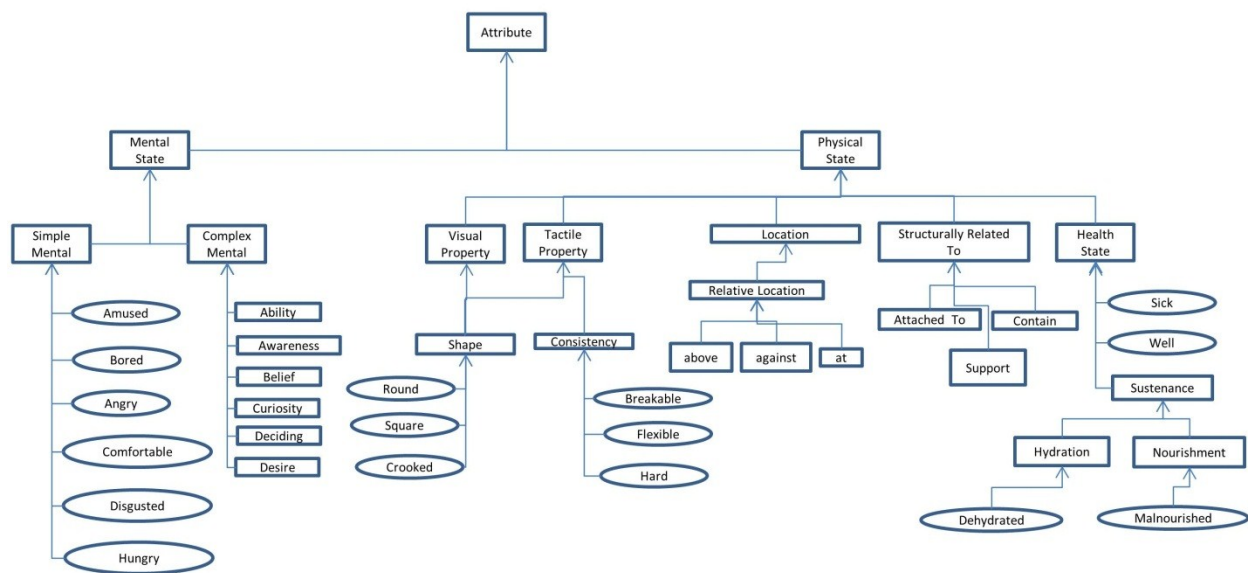 Attribute
Mental
State
Physical
State
Simple
Mental
Complex
Mental
Visual
Property
Tactile
Property
Location
Structurally Related
To
Health
State
Relative Location
Amused
Bored
Angry
Comfortable
Disgusted
Hungry
Ability
Awareness
Belief
Curiosity
Deciding
Desire
Shape
Consistency
Round
Square
Crooked
Breakable
Flexible
Hard
above
against
at
Attached To
Contain
Support
Sick
Well
Sustenance
Hydration
Nourishment
Dehydrated
Malnourished